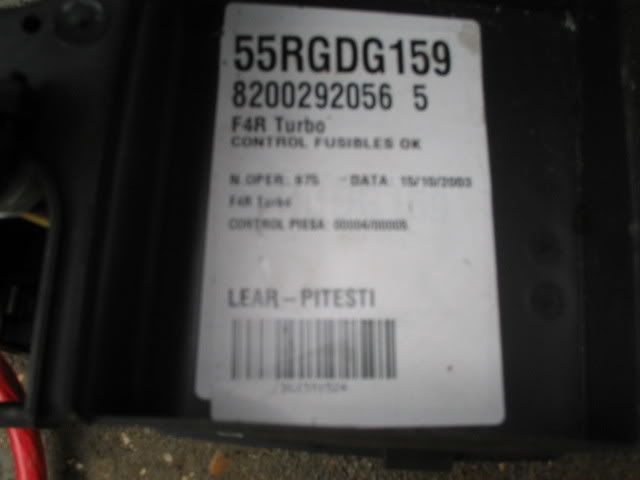 55RGDG159
8200292056 5
F4R Turbo
CONTROL FUSIBLES OK
N.OPER.: 975 DATA: 15/10/2003
F4R Turbo
CONTROL PIESA: 00004/00005
LEAR-PITESTI